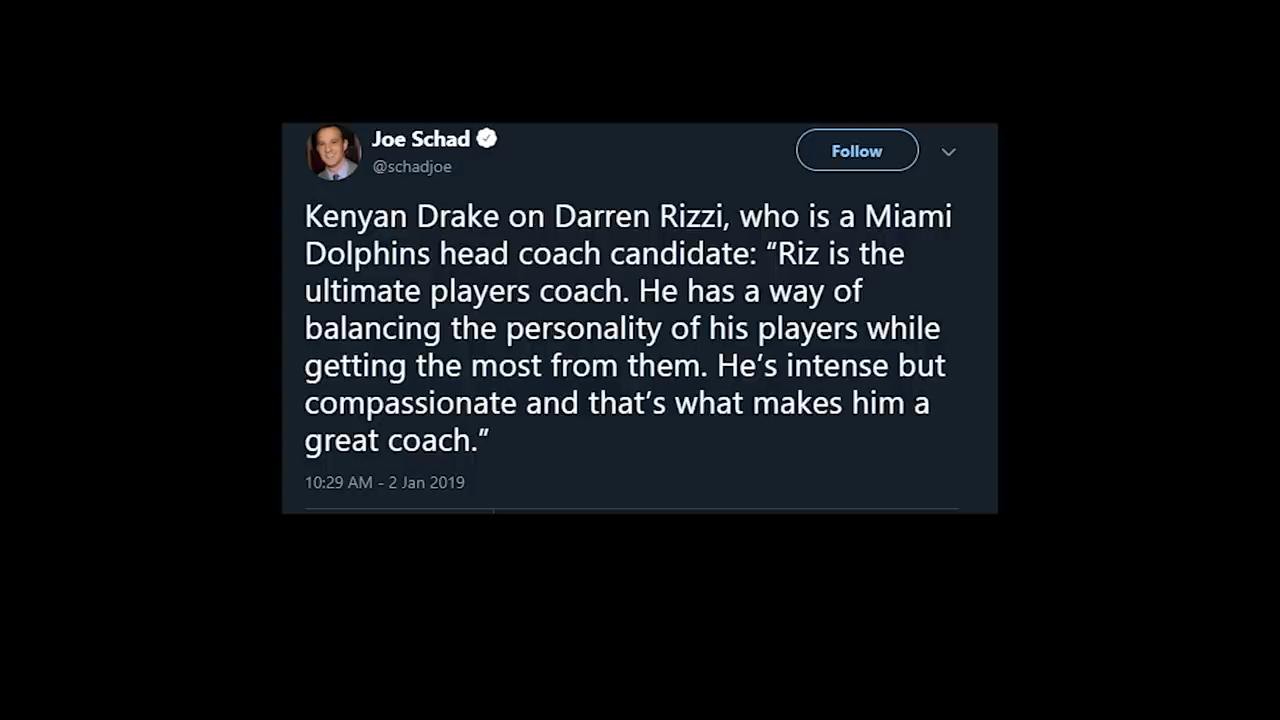 Joe Schad
@schadjoe
Follow
Kenyan Drake on Darren Rizzi, who is a Miami
Dolphins head coach candidate: “Riz is the
ultimate players coach. He has a way of
balancing the personality of his players while
getting the most from them. He’s intense but
compassionate and that’s what makes him a
great coach.”
10:29 AM - 2 Jan 2019